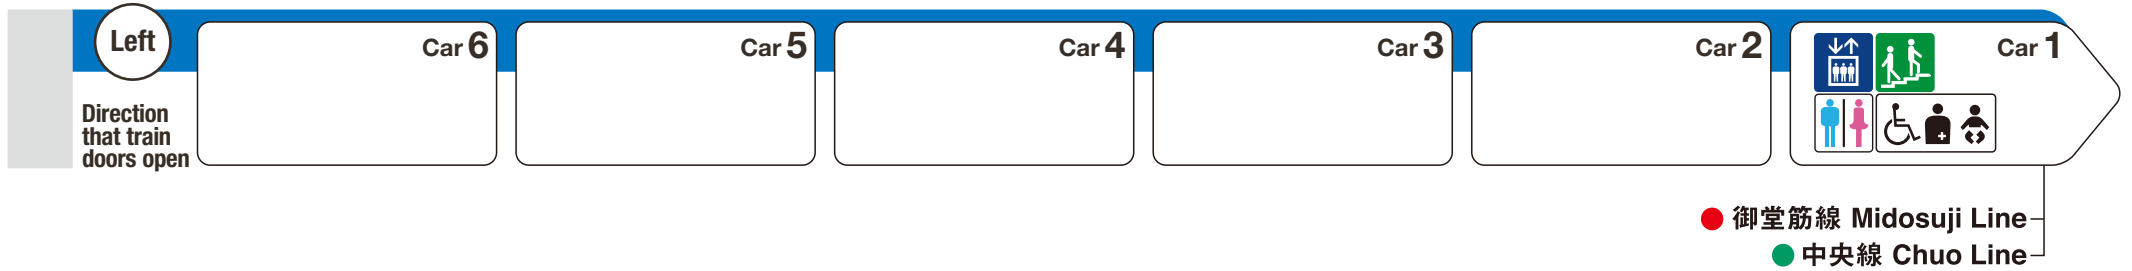 Left
Direction
that train
doors open
Car 6
Car 5
Car 4
Car 3
Car 2
Car 1
御堂筋線 Midosuji Line
中央線 Chuo Line